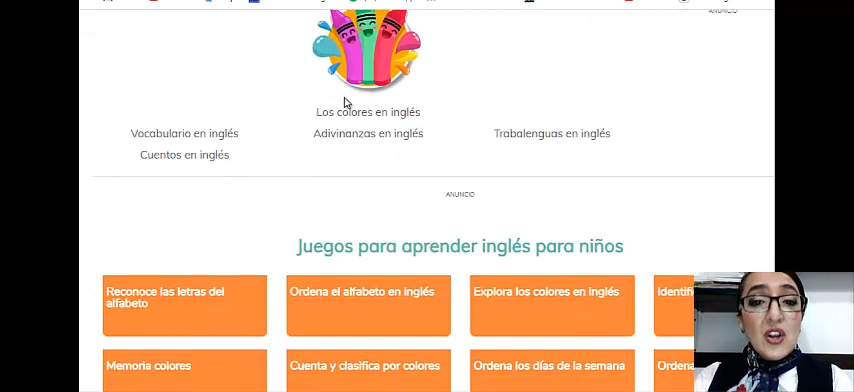 ANUNCIO
Los colores en inglés
Vocabulario en inglés
Adivinanzas en inglés
Trabalenguas en inglés
Cuentos en inglés
ANUNCIO
Juegos para aprender inglés para niños
Reconoce las letras del
alfabeto
Ordena el alfabeto en inglés
Explora los colores en inglés
Memoria colores
Cuenta y clasifica por colores
Ordena los días de la semana